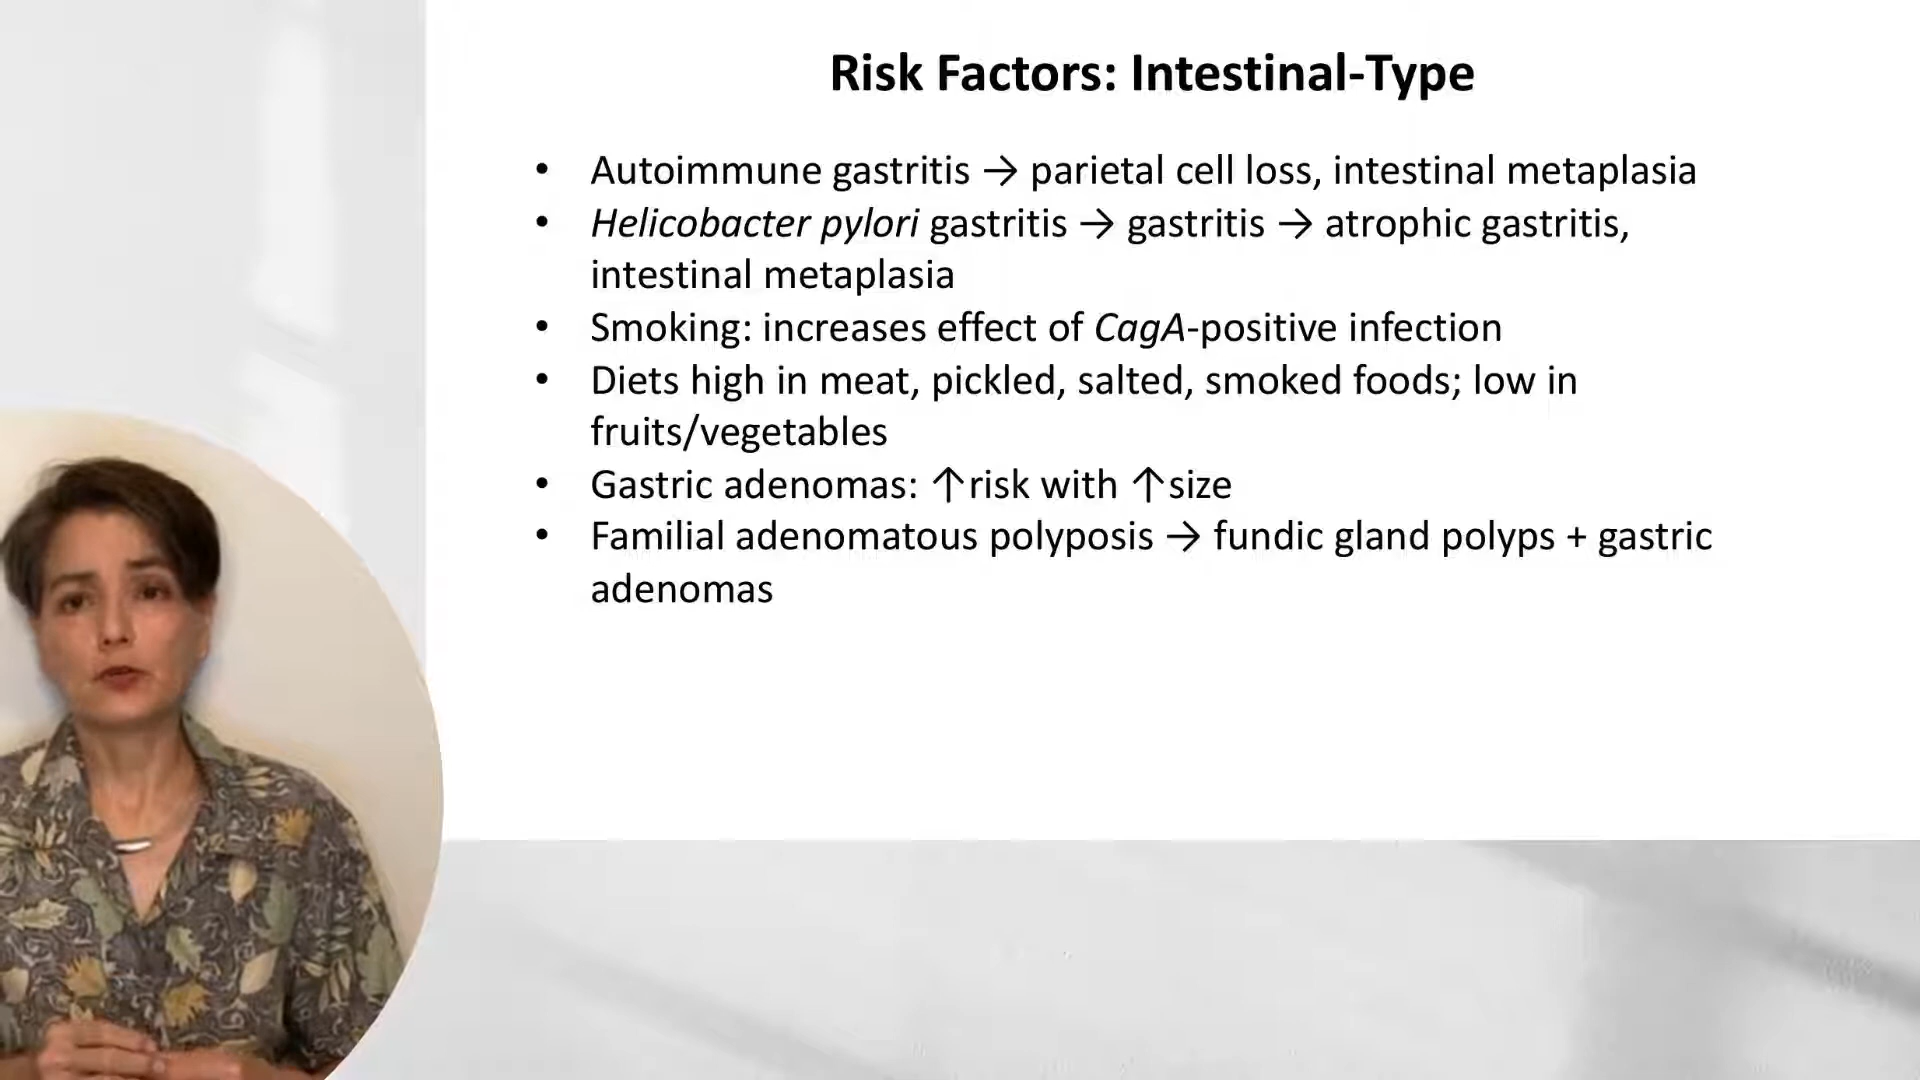 Risk Factors: Intestinal-Type
• Autoimmune gastritis → parietal cell loss, intestinal metaplasia
• Helicobacter pylori gastritis → gastritis → atrophic gastritis,
intestinal metaplasia
• Smoking: increases effect of CagA-positive infection
• Diets high in meat, pickled, salted, smoked foods; low in
fruits/vegetables
• Gastric adenomas: ↑risk with ↑size
• Familial adenomatous polyposis → fundic gland polyps + gastric
adenomas